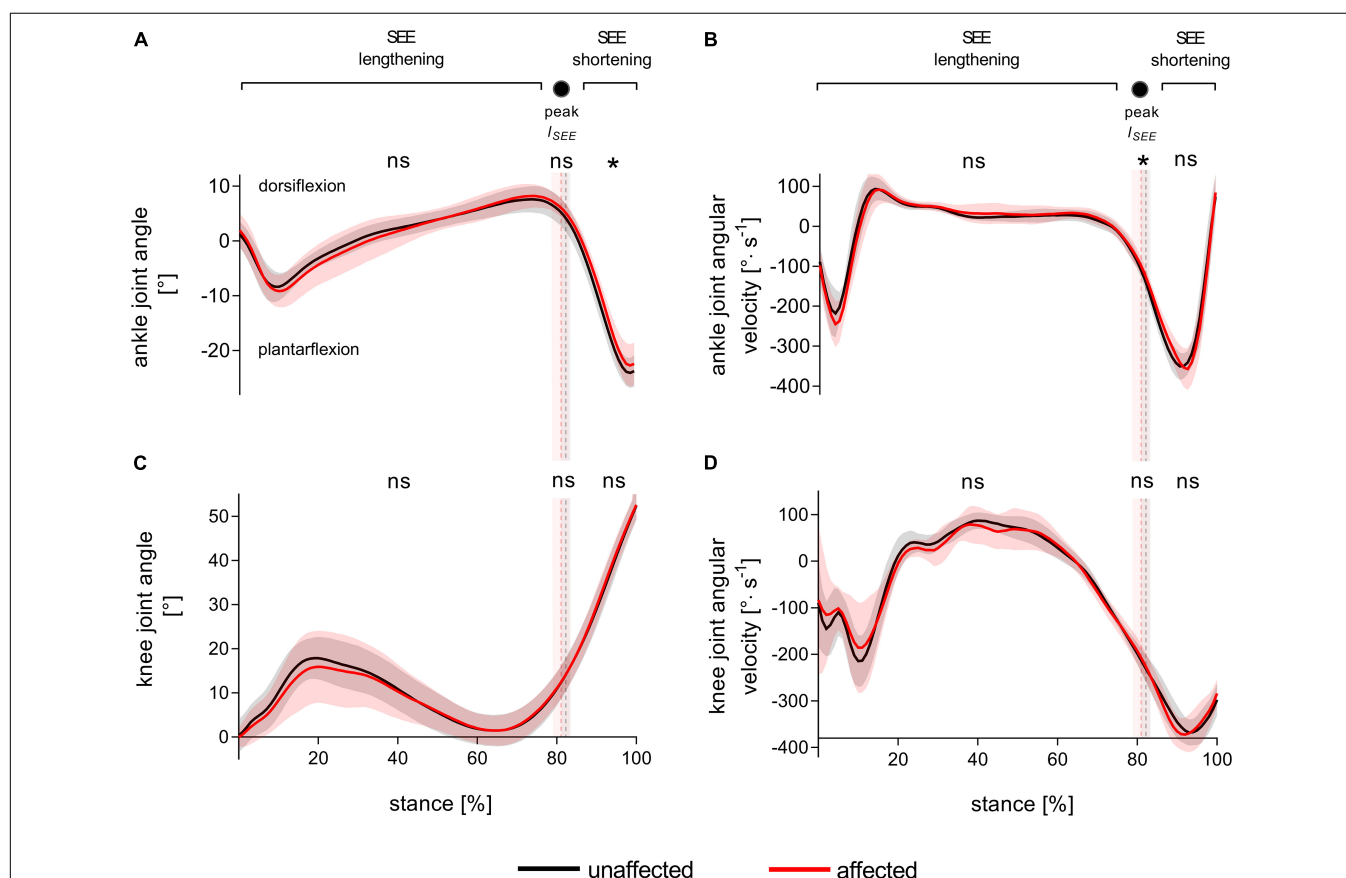 A
SEE
lengthening
SEE
shortening
peak
lSEE
ns
ns
*
10
0
-10
-20
dorsiflexion
plantarflexion
ankle joint angle
[°]
B
SEE
lengthening
SEE
shortening
peak
lSEE
ns
*
ns
100
0
-100
-200
-300
-400
ankle joint angular
velocity [°· s-1]
C
ns
ns
ns
50
40
30
20
10
0
knee joint angle
[°]
20
40
60
80
100
stance [%]
D
ns
ns
ns
100
0
-100
-200
-300
-400
knee joint angular
velocity [°· s-1]
20
40
60
80
100
stance [%]
unaffected
affected